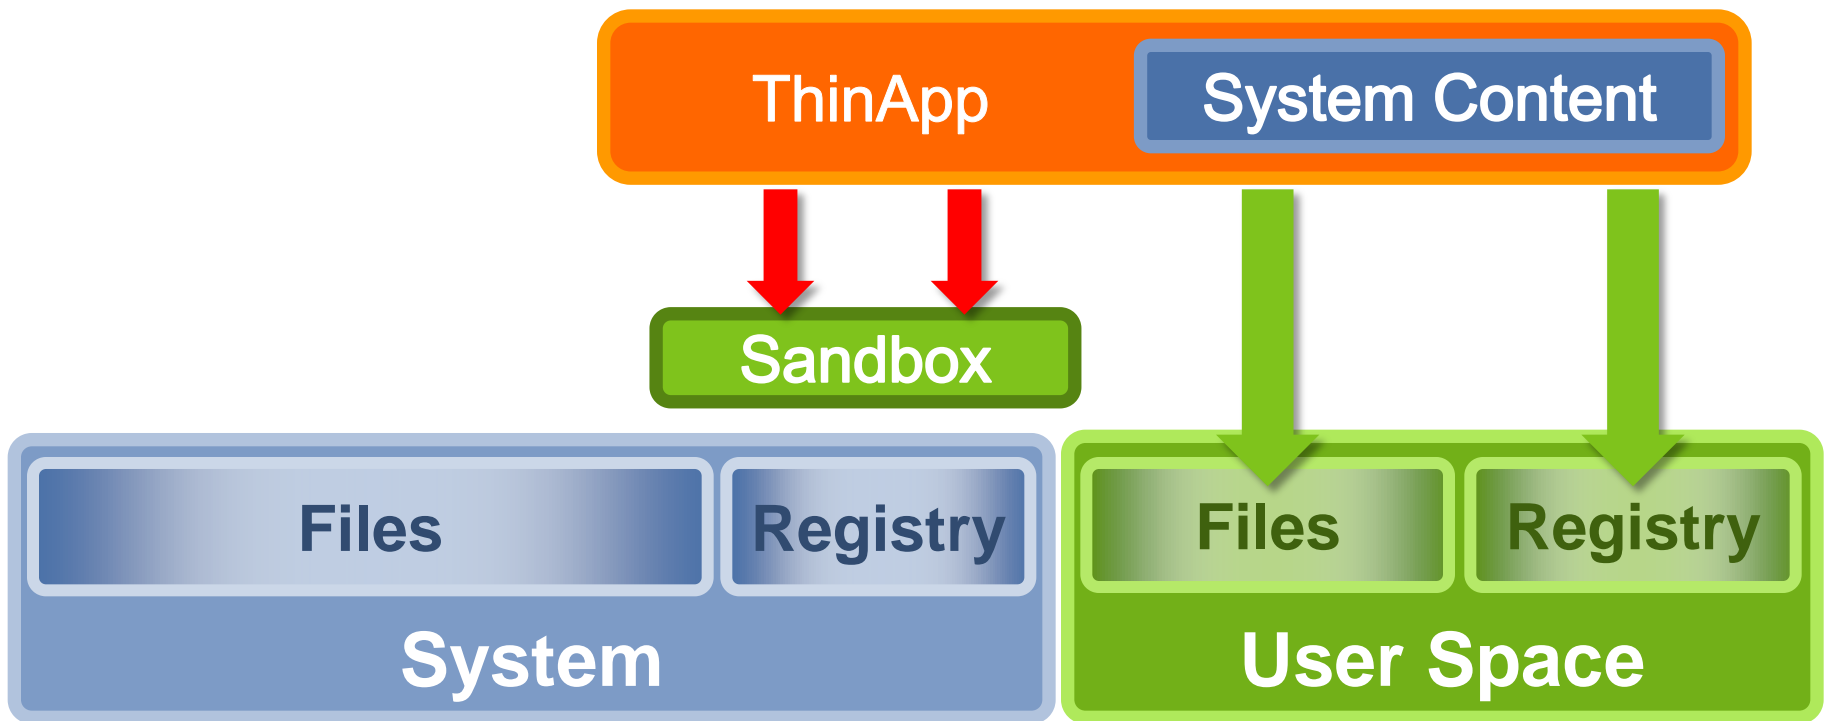 ThinApp
System Content
Sandbox
Files
Registry
Files
Registry
System
User Space